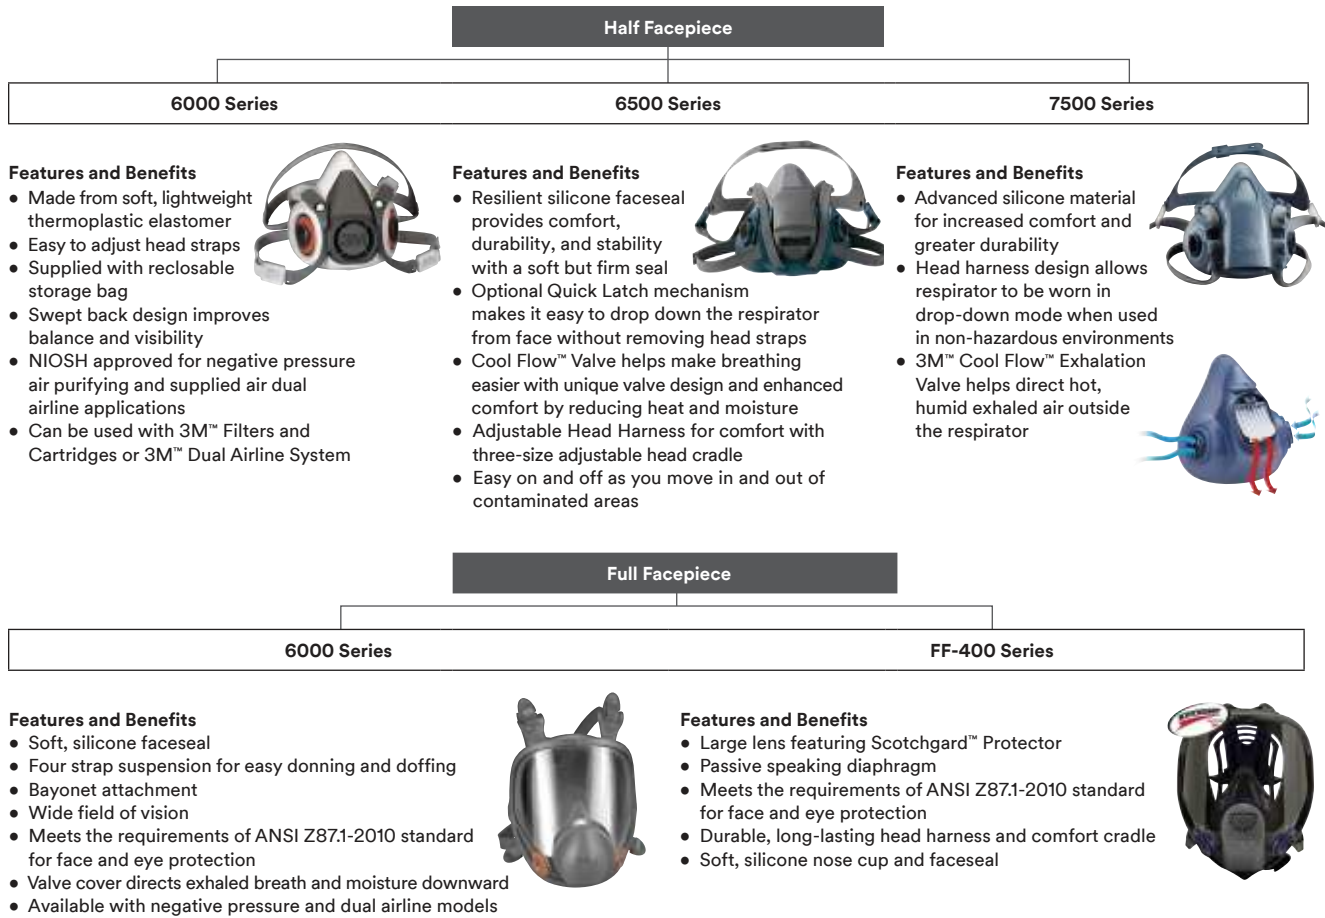 Half Facepiece
6000 Series
6500 Series
7500 Series
Features and Benefits
• Made from soft, lightweight
thermoplastic elastomer
• Easy to adjust head straps
• Supplied with reclosable
storage bag
• Swept back design improves
balance and visibility
• NIOSH approved for negative pressure
air purifying and supplied air dual
airline applications
• Can be used with 3M™ Filters and
Cartridges or 3M™ Dual Airline System
3M
Features and Benefits
• Resilient silicone faceseal
provides comfort,
durability, and stability
with a soft but firm seal
• Optional Quick Latch mechanism
makes it easy to drop down the respirator
from face without removing head straps
• Cool Flow™ Valve helps make breathing
easier with unique valve design and enhanced
comfort by reducing heat and moisture
• Adjustable Head Harness for comfort with
three-size adjustable head cradle
• Easy on and off as you move in and out of
contaminated areas
Features and Benefits
• Advanced silicone material
for increased comfort and
greater durability
• Head harness design allows
respirator to be worn in
drop-down mode when used
in non-hazardous environments
• 3M™ Cool Flow™ Exhalation
Valve helps direct hot,
humid exhaled air outside
the respirator
Full Facepiece
6000 Series
FF-400 Series
Features and Benefits
• Soft, silicone faceseal
• Four strap suspension for easy donning and doffing
• Bayonet attachment
• Wide field of vision
• Meets the requirements of ANSI Z87.1-2010 standard
for face and eye protection
• Valve cover directs exhaled breath and moisture downward
• Available with negative pressure and dual airline models
Features and Benefits
• Large lens featuring Scotchgard™ Protector
• Passive speaking diaphragm
• Meets the requirements of ANSI Z87.1-2010 standard
for face and eye protection
• Durable, long-lasting head harness and comfort cradle
• Soft, silicone nose cup and faceseal